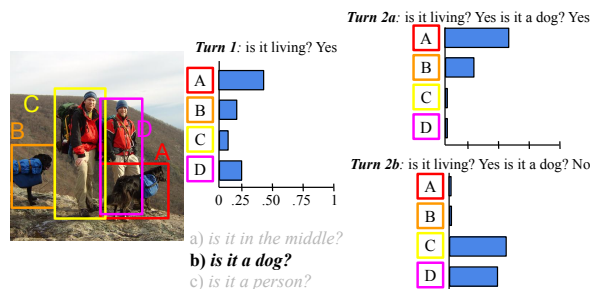 Turn 1: is it living? Yes
A
B
C
D
0 .25 .50 .75 1
C
B
D
A
a) is it in the middle?
b) is it a dog?
c) is it a person?
Turn 2a: is it living? Yes is it a dog? Yes
A
B
C
D
Turn 2b: is it living? Yes is it a dog? No
A
B
C
D